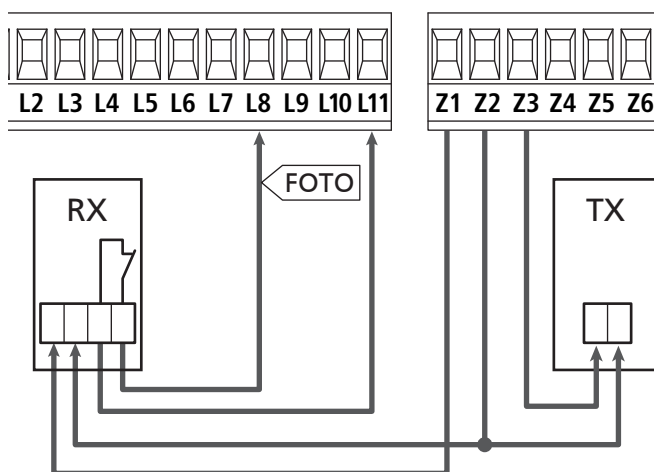 L2 L3 L4 L5 L6 L7 L8 L9 L10 L11
Z1 Z2 Z3 Z4 Z5 Z6
FOTO
RX
TX